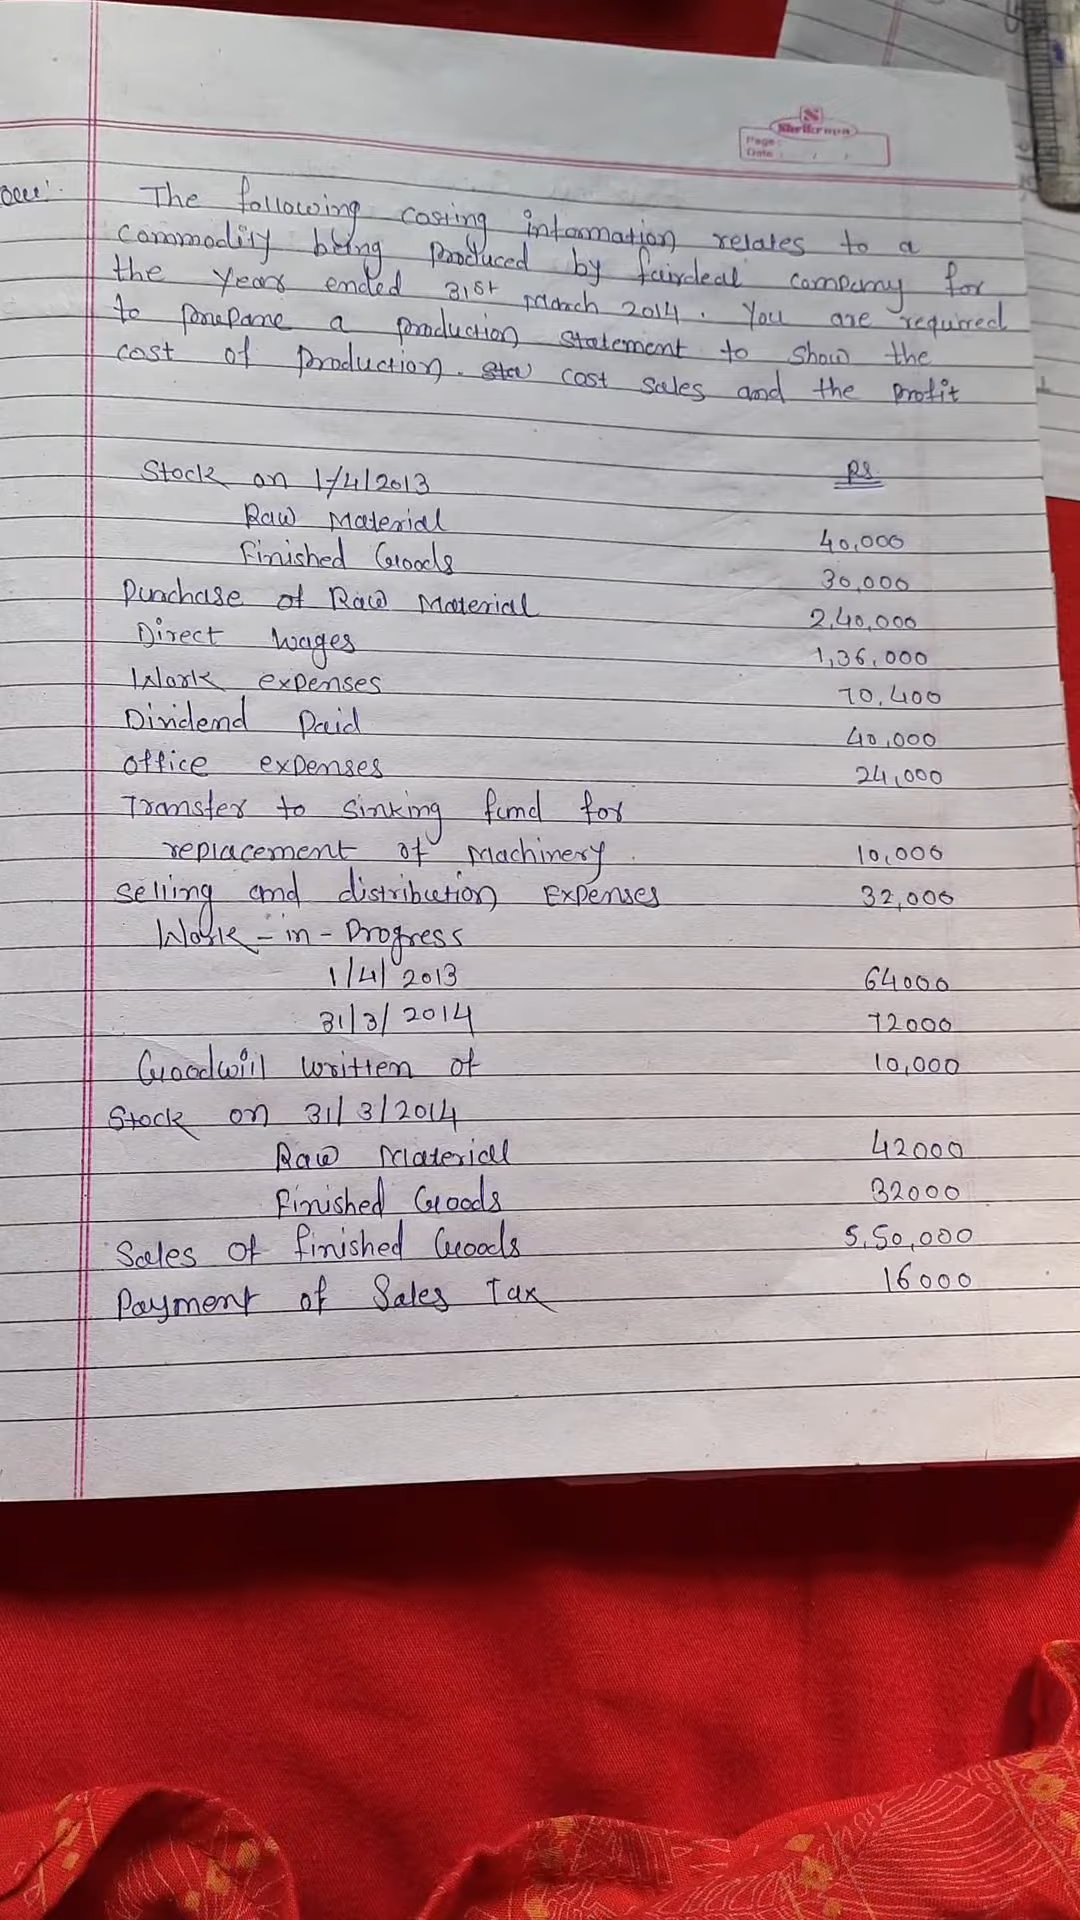 S
Shrikrupa
Page :
Date : / /
The following costing information relates to a
commodity being Produced by fairdeal company for
the years ended 31st March 2014. You are required
to prepare a production Statement to show the
cost of production. cost sales and the Profit
Stock on 1/4/2013 RS.
Raw Material 40,000
Finished Goods 30,000
Purchase of Raw Material 2,40,000
Direct wages 1,36,000
Work expenses 70,400
Dividend Paid 40,000
office expenses 24,000
Transfer to sinking fund for
replacement of Machinery. 10,000
Selling and distribution Expenses 32,000
Work-in-Progress
1/4/2013 64000
31/3/2014 72000
Goodwill written of 10,000
Stock on 31/3/2014
Raw Material 42000
Finished Goods 32000
Sales of finished Goods 5,50,000
Payment of Sales Tax 16000